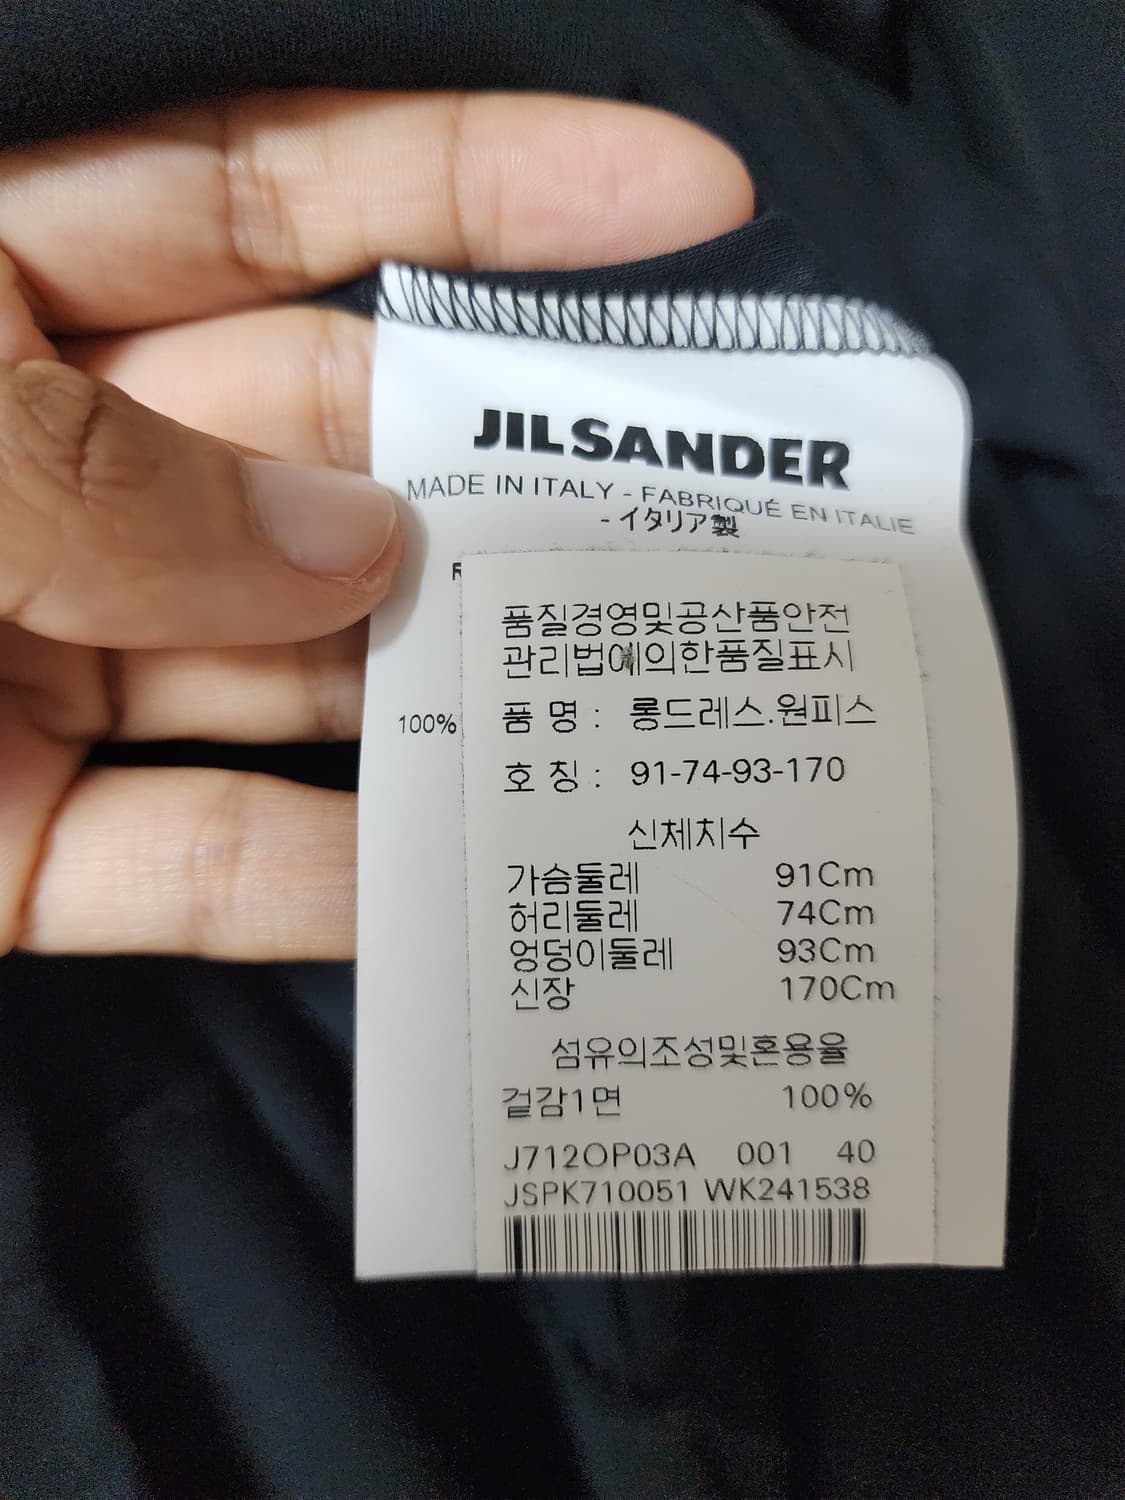 JIL SANDER
MADE IN ITALY - FABRIQUÉ EN ITALIE
- イタリア製
품질경영및공산품안전
관리법에의한품질표시
품 명 : 롱드레스.원피스
100%
호 칭 : 91-74-93-170
신체치수
가슴둘레 91Cm
허리둘레 74Cm
엉덩이둘레 93Cm
신장 170Cm
섬유의조성및혼용율
겉감1면 100%
J712OP03A 001 40
JSPK710051 WK241538